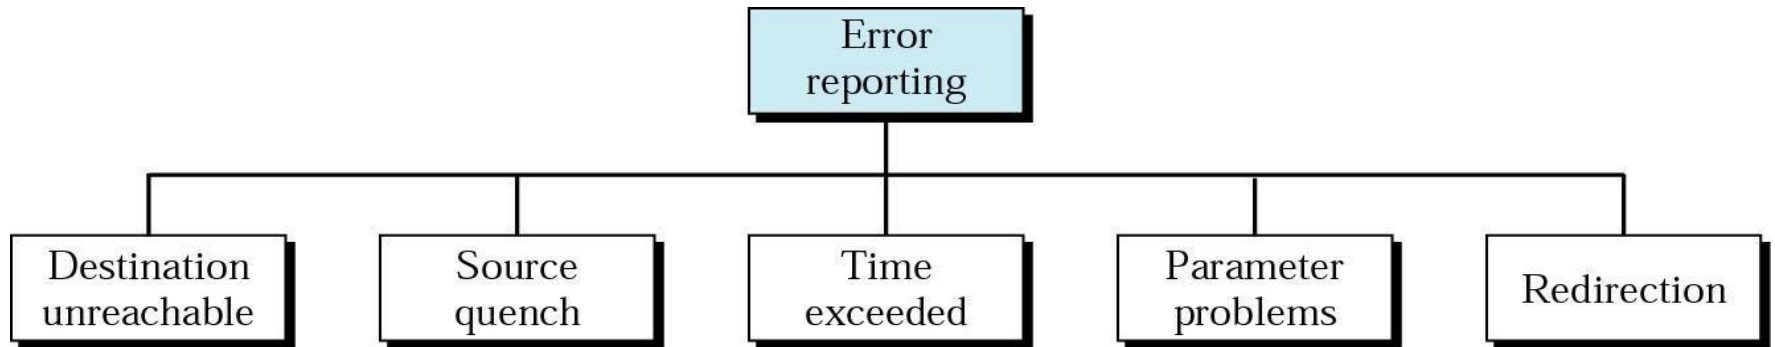 Error
reporting
Destination
unreachable
Source
quench
Time
exceeded
Parameter
problems
Redirection